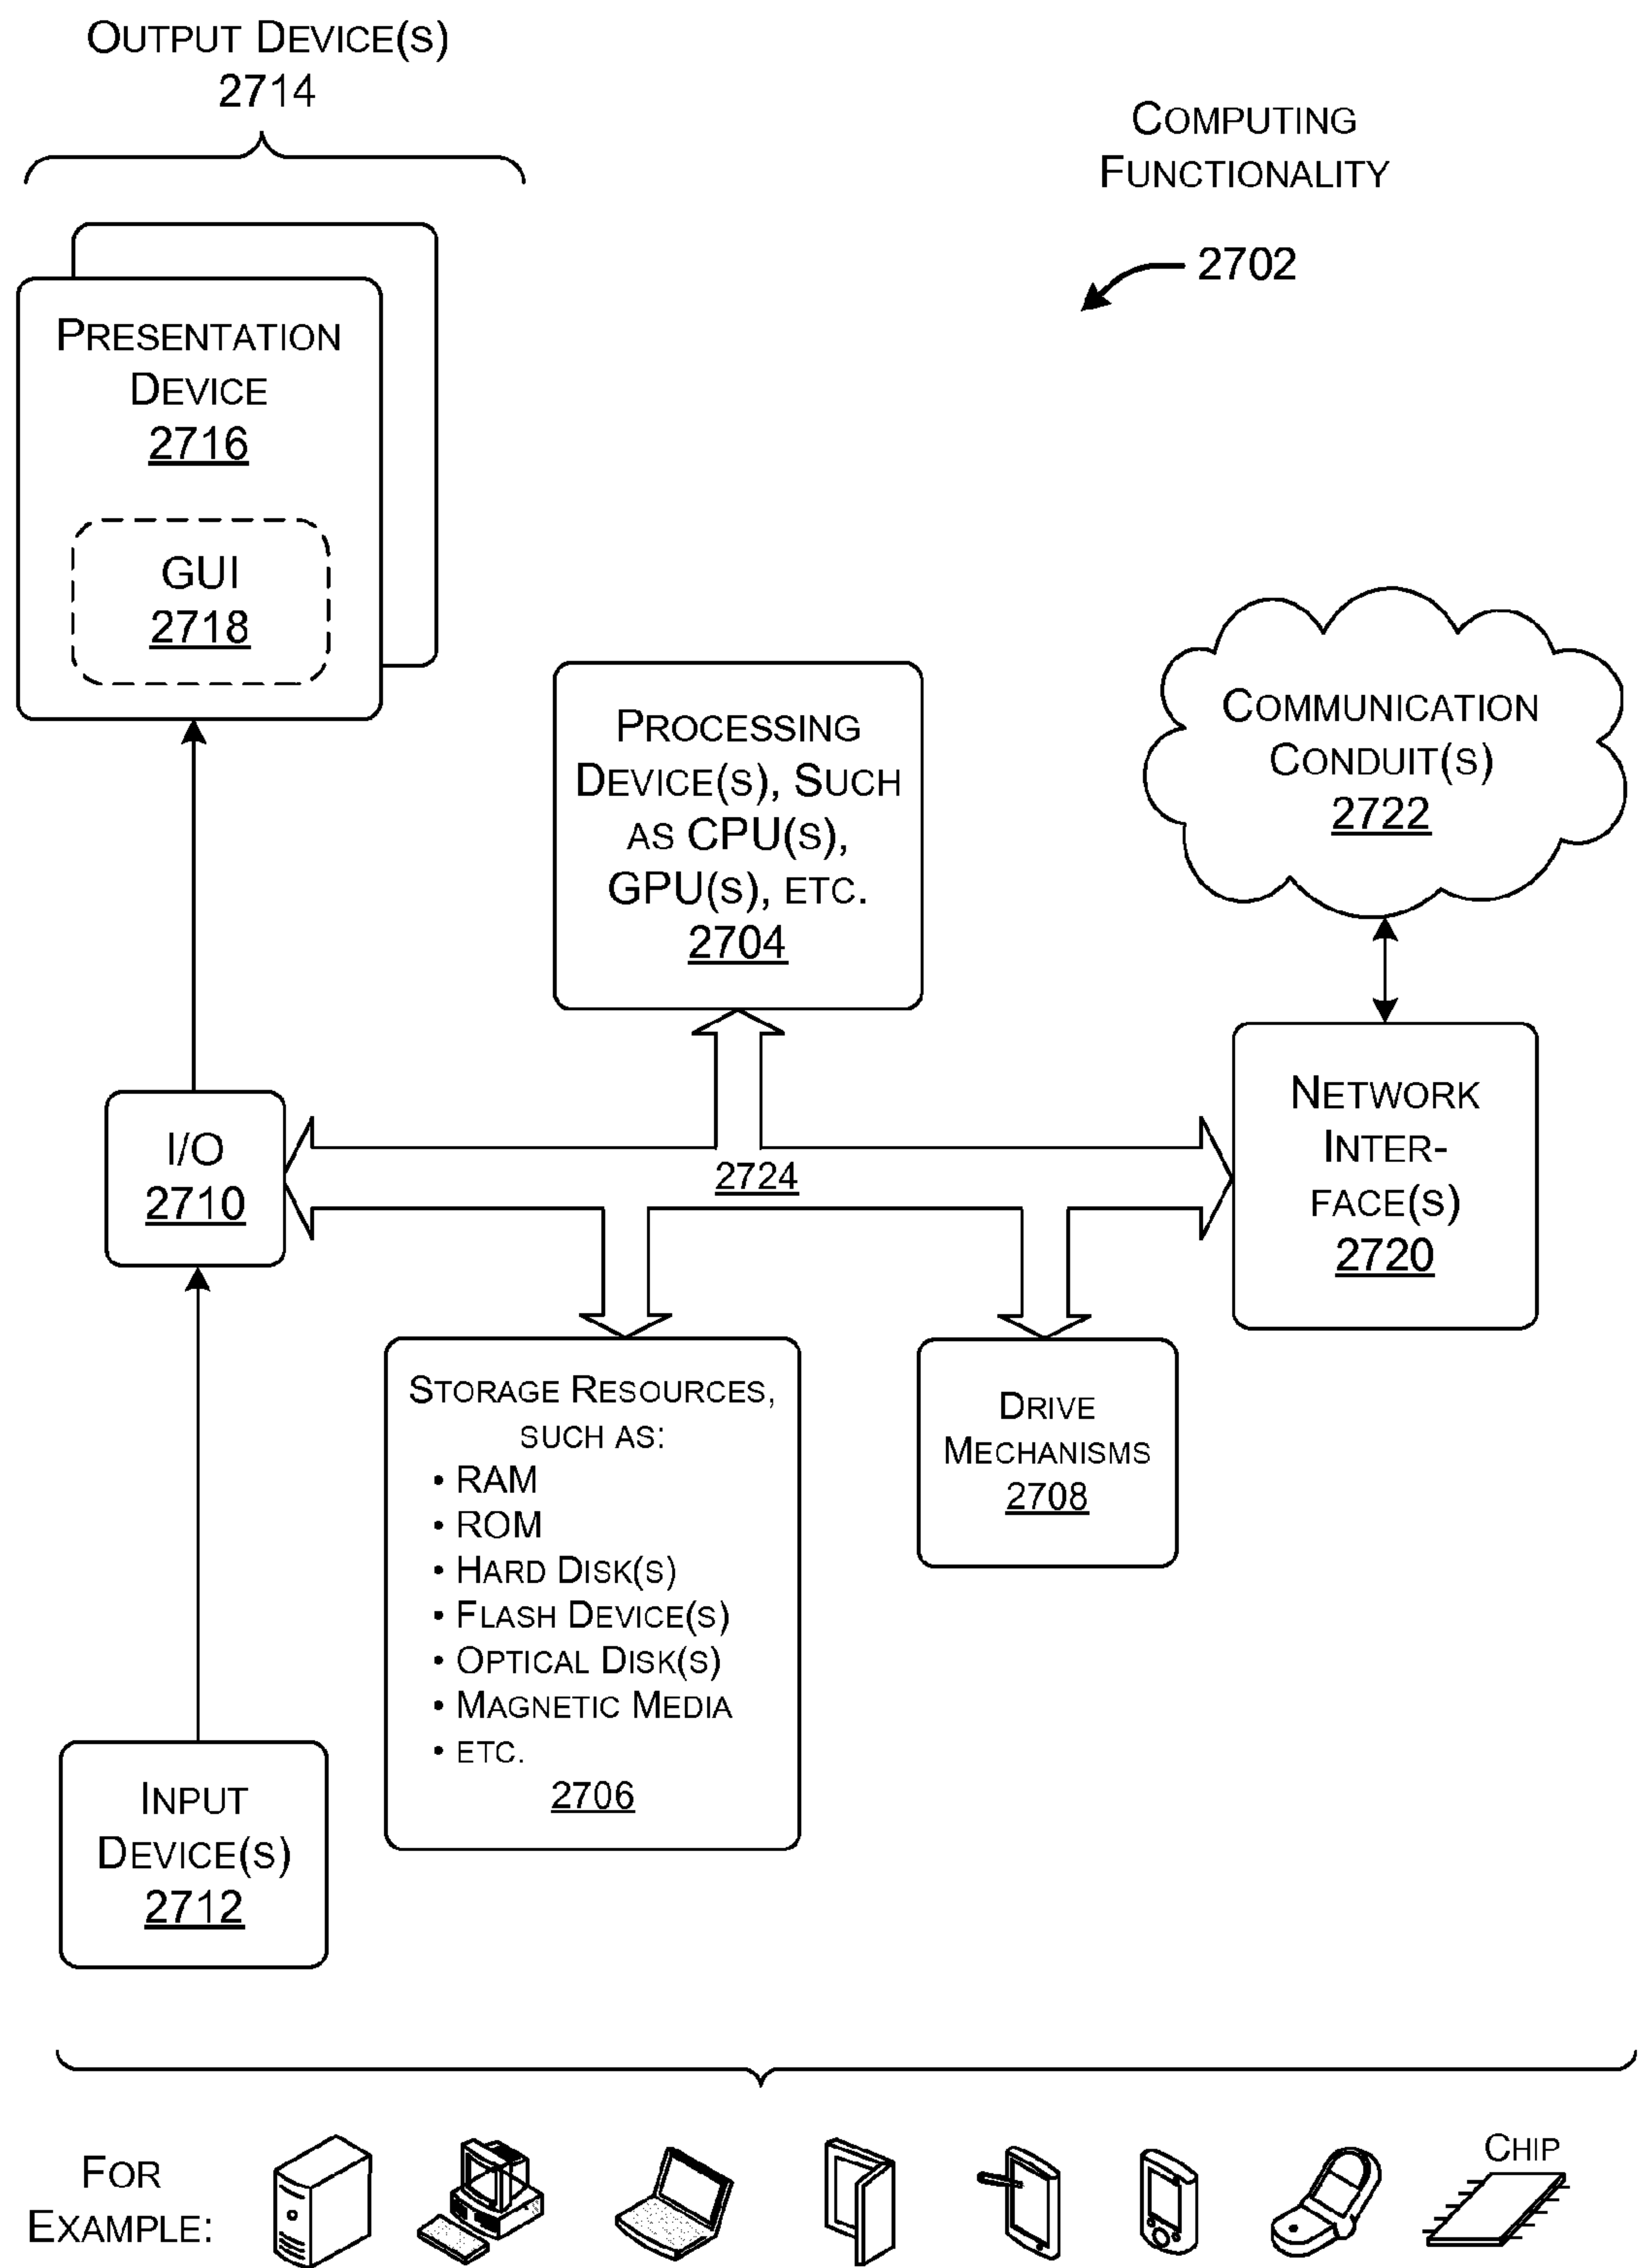 OUTPUT DEVICE(S)
2714
COMPUTING
FUNCTIONALITY
2702
PRESENTATION
DEVICE
2716
GUI
2718
PROCESSING
DEVICE(S), SUCH
AS CPU(S),
GPU(S), ETC.
2704
COMMUNICATION
CONDUIT(S)
2722
I/O
2710
2724
NETWORK
INTER-
FACE(S)
2720
STORAGE RESOURCES,
SUCH AS:
• RAM
• ROM
• HARD DISK(S)
• FLASH DEVICE(S)
• OPTICAL DISK(S)
• MAGNETIC MEDIA
• ETC.
2706
DRIVE
MECHANISMS
2708
INPUT
DEVICE(S)
2712
FOR
EXAMPLE:
CHIP